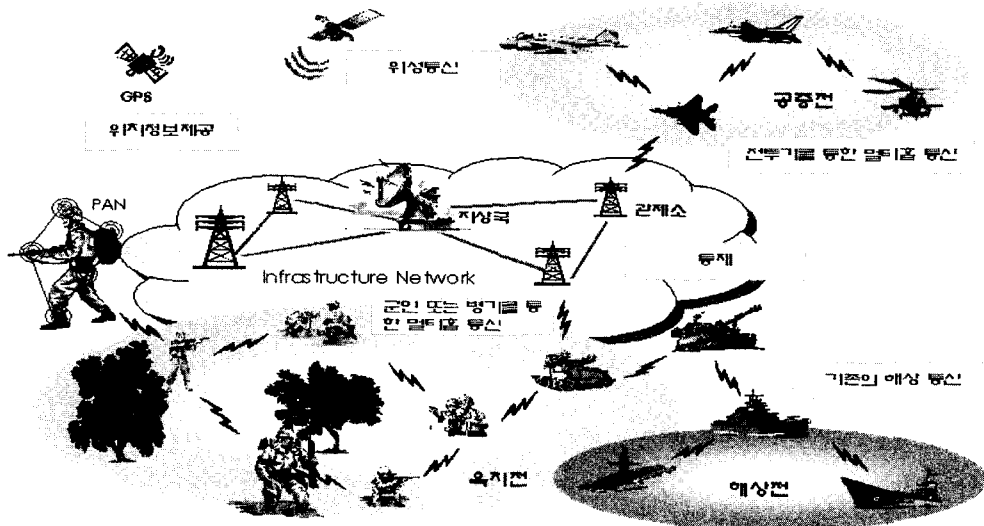 GPS
위치정보제공
위성통신
공중전
전투기를 통한 멀티홉 통신
PAN
지상국
관제소
등재
Infrastructure Network
군인 또는 병기를 통
한 멀티홉 통신
기존의 해상 통신
육지전
해상전